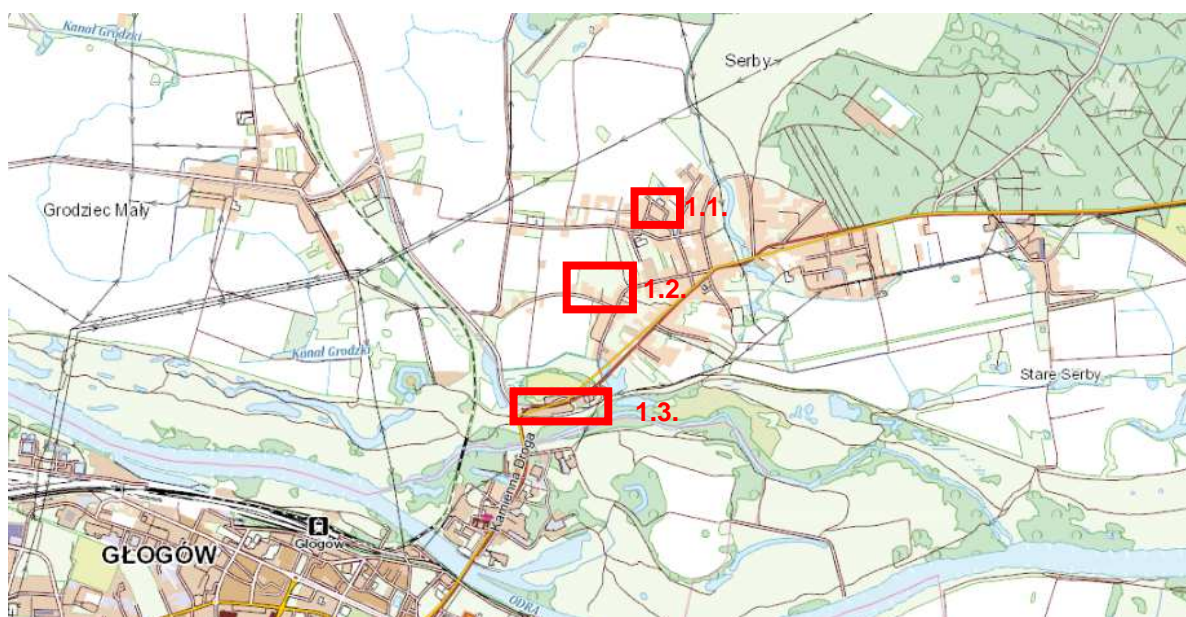 Kanał Grodzki
Serby
Grodziec Mały
1.1.
1.2.
Kanał Grodzki
Stare Serby
1.3.
Kamienna Droga
Głogów
GŁOGÓW
ODRA